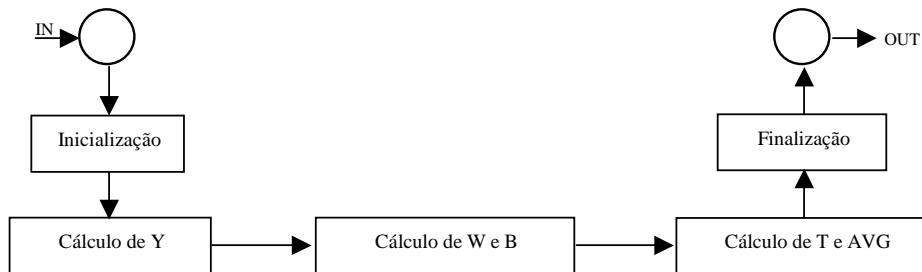 IN
OUT
Inicialização
Finalização
Cálculo de Y
Cálculo de W e B
Cálculo de T e AVG